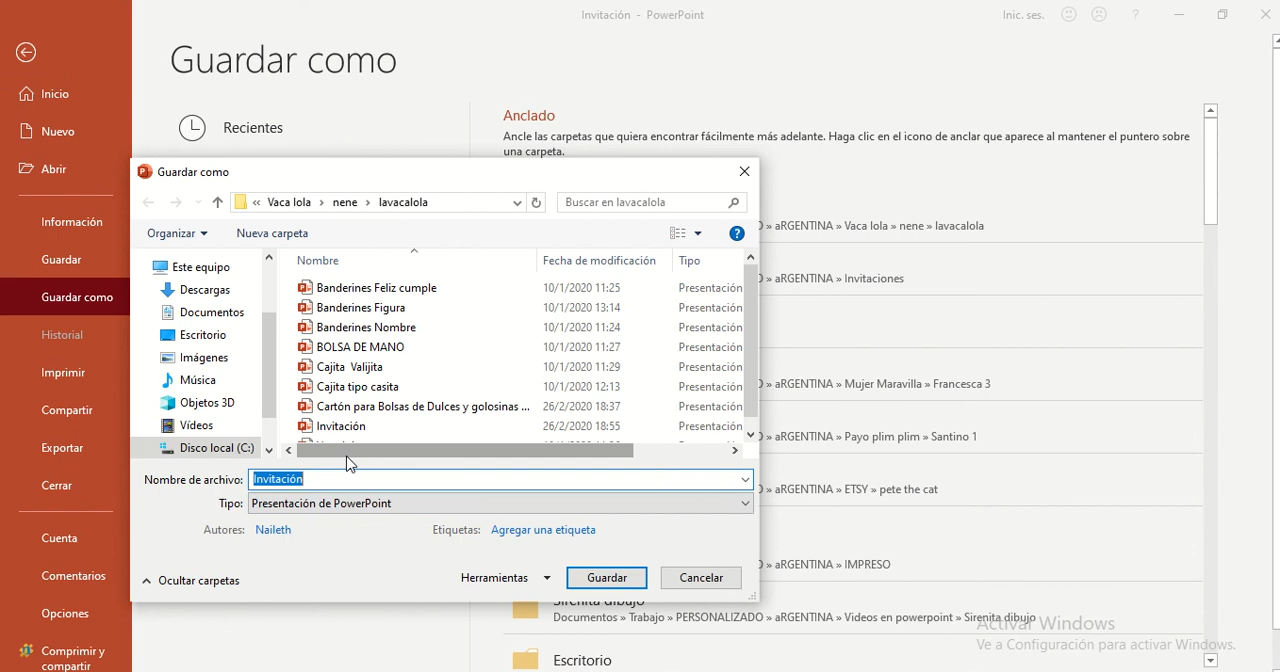 Invitación - PowerPoint
Inic. ses.
?
Guardar como
Inicio
Nuevo
Abrir
Información
Guardar
Guardar como
Historial
Imprimir
Compartir
Exportar
Cerrar
Cuenta
Comentarios
Opciones
Comprimir y
compartir
Recientes
Anclado
Ancle las carpetas que quiera encontrar fácilmente más adelante. Haga clic en el icono de anclar que aparece al mantener el puntero sobre
una carpeta.
» aRGENTINA » Vaca lola » nene » lavacalola
» aRGENTINA » Invitaciones
» aRGENTINA » Mujer Maravilla » Francesca 3
» aRGENTINA » Payo plim plim » Santino 1
» aRGENTINA » ETSY » pete the cat
» aRGENTINA » IMPRESO
Sirenita dibujo
Documentos » Trabajo » PERSONALIZADO » aRGENTINA » Videos en powerpoint » Sirenita dibujo
Escritorio
Guardar como
« Vaca lola › nene › lavacalola
Buscar en lavacalola
Organizar
Nueva carpeta
?
Este equipo
Descargas
Documentos
Escritorio
Imágenes
Música
Objetos 3D
Vídeos
Disco local (C:)
Nombre Fecha de modificación Tipo
Banderines Feliz cumple 10/1/2020 11:25 Presentación
Banderines Figura 10/1/2020 13:14 Presentación
Banderines Nombre 10/1/2020 11:24 Presentación
BOLSA DE MANO 10/1/2020 11:27 Presentación
Cajita Valijita 10/1/2020 11:29 Presentación
Cajita tipo casita 10/1/2020 12:13 Presentación
Cartón para Bolsas de Dulces y golosinas ... 26/2/2020 18:37 Presentación
Invitación 26/2/2020 18:55 Presentación
Nombre de archivo: Invitación
Tipo: Presentación de PowerPoint
Autores: Naileth Etiquetas: Agregar una etiqueta
Ocultar carpetas
Herramientas Guardar Cancelar
Activar Windows
Ve a Configuración para activar Windows.